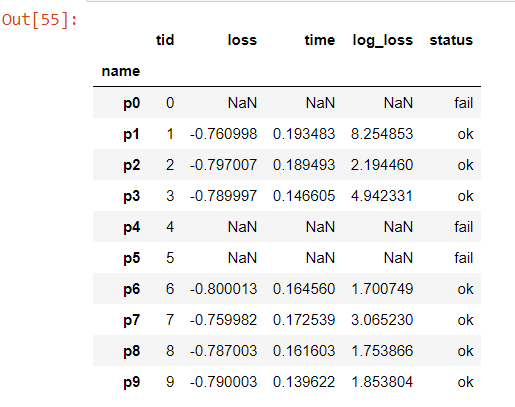 Out[55]:
tid loss time log_loss status
name
p0 0 NaN NaN NaN fail
p1 1 -0.760998 0.193483 8.254853 ok
p2 2 -0.797007 0.189493 2.194460 ok
p3 3 -0.789997 0.146605 4.942331 ok
p4 4 NaN NaN NaN fail
p5 5 NaN NaN NaN fail
p6 6 -0.800013 0.164560 1.700749 ok
p7 7 -0.759982 0.172539 3.065230 ok
p8 8 -0.787003 0.161603 1.753866 ok
p9 9 -0.790003 0.139622 1.853804 ok